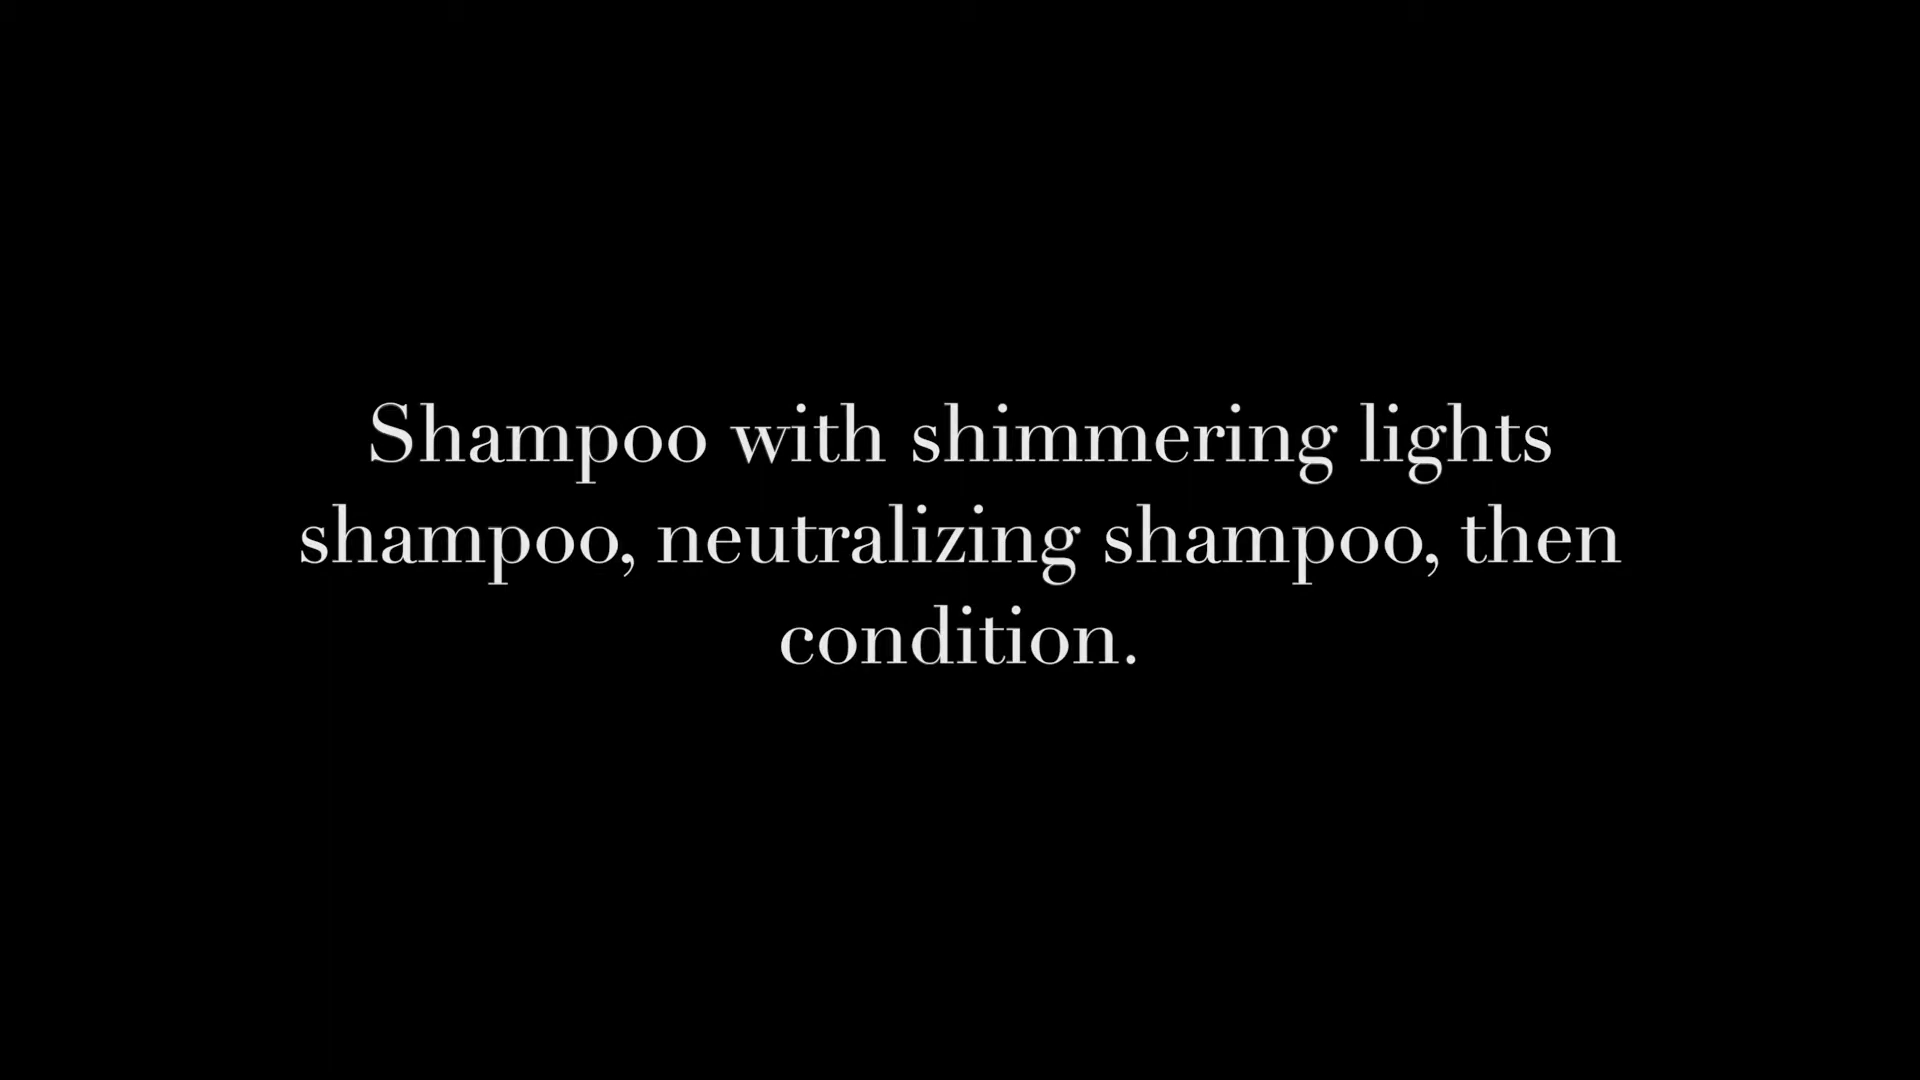 Shampoo with shimmering lights
shampoo, neutralizing shampoo, then
condition.